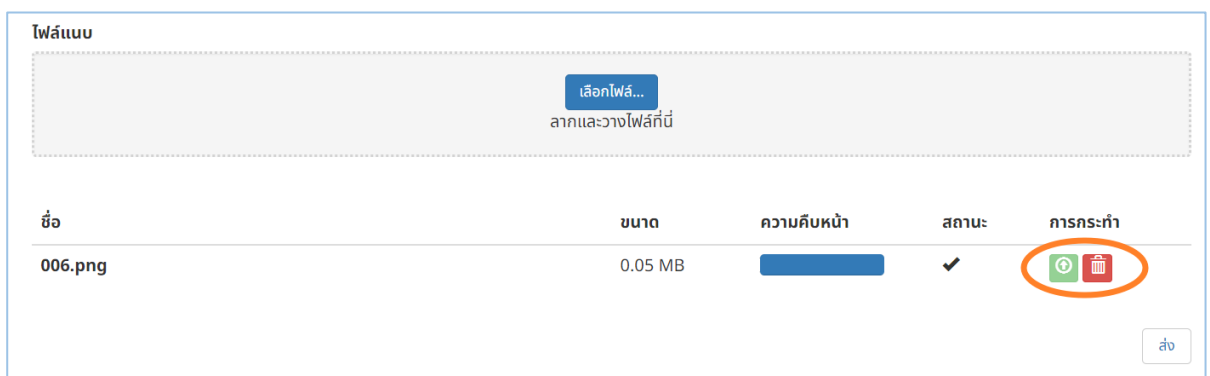 ไฟล์แนบ
เลือกไฟล์...
ลากและวางไฟล์ที่นี่
ชื่อ ขนาด ความคืบหน้า สถานะ การกระทำ
006.png 0.05 MB
ส่ง